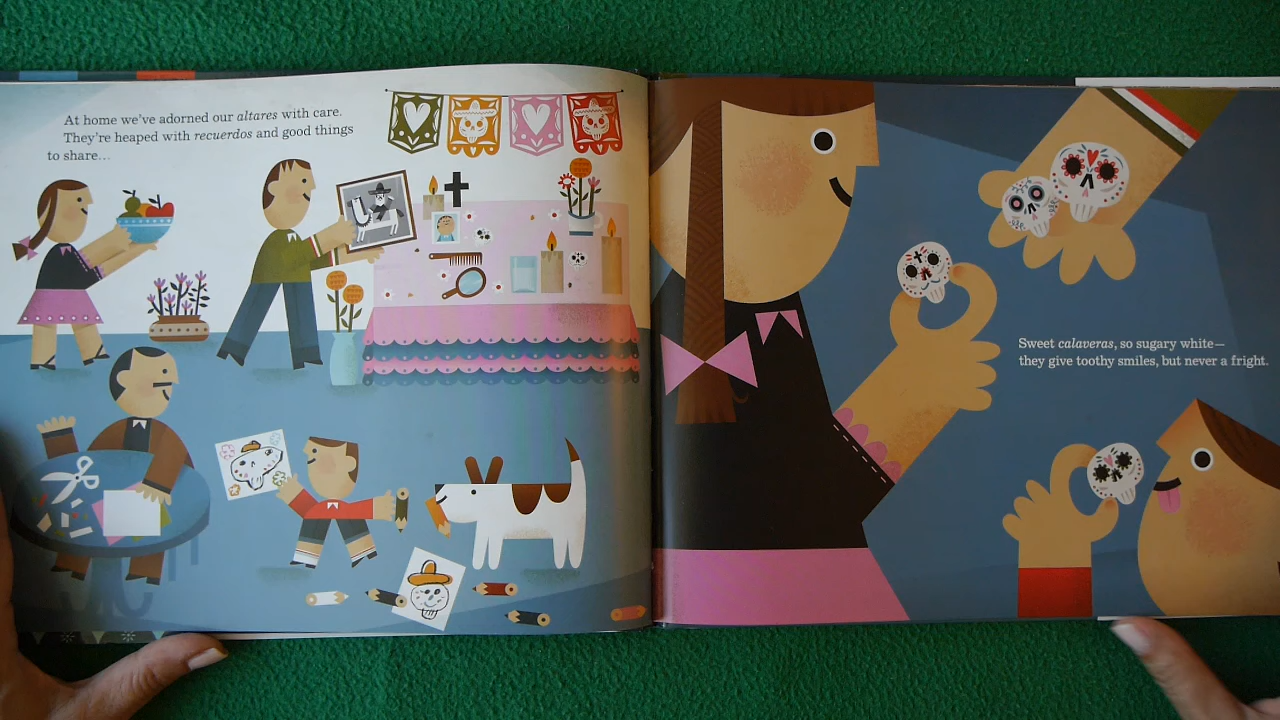 At home we've adorned our altares with care.
They're heaped with recuerdos and good things
to share…
Sweet calaveras, so sugary white—
they give toothy smiles, but never a fright.